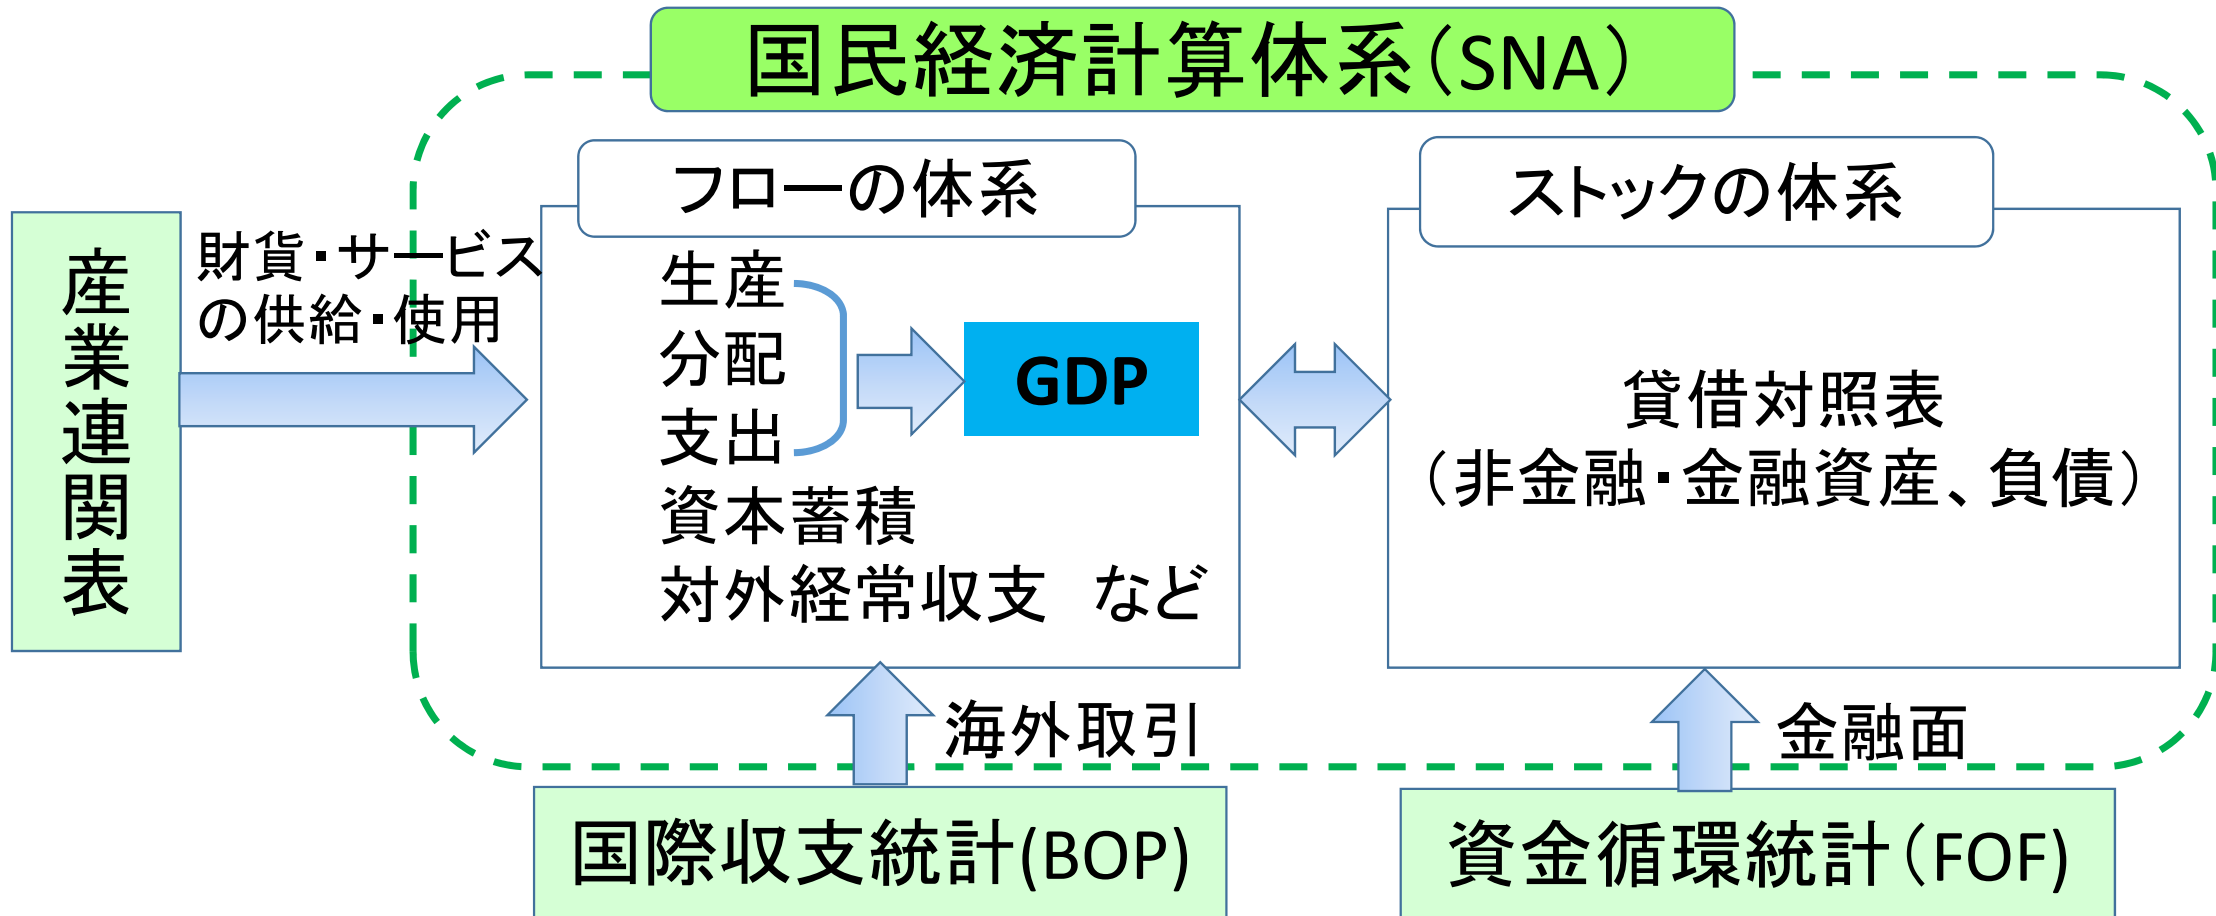 国民経済計算体系（SNA）
フローの体系
ストックの体系
産業連関表
財貨・サービス
の供給・使用
生産
分配
支出
GDP
資本蓄積
対外経常収支　など
貸借対照表
（非金融・金融資産、負債）
海外取引
金融面
国際収支統計(BOP)
資金循環統計（FOF)